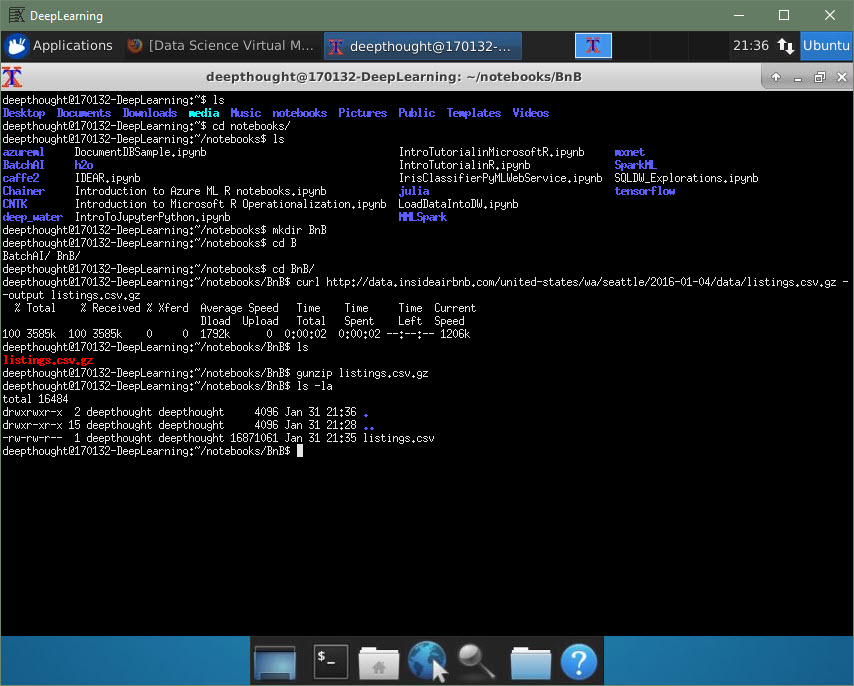 DeepLearning
Applications [Data Science Virtual M... deepthought@170132-... 21:36 Ubuntu
deepthought@170132-DeepLearning: ~/notebooks/BnB
deepthought@170132-DeepLearning:~$ ls
Desktop Documents Downloads media Music notebooks Pictures Public Templates Videos
deepthought@170132-DeepLearning:~$ cd notebooks/
deepthought@170132-DeepLearning:~/notebooks$ ls
azureml DocumentDBSample.ipynb IntroTutorialinMicrosoftR.ipynb mxnet
BatchAI h2o IntroTutorialinR.ipynb SparkML
caffe2 IDEAR.ipynb IrisClassifierPyMLWebService.ipynb SQLDW_Explorations.ipynb
Chainer Introduction to Azure ML R notebooks.ipynb julia tensorflow
CNTK Introduction to Microsoft R Operationalization.ipynb LoadDataIntoDW.ipynb
deep_water IntroToJupyterPython.ipynb MMLSpark
deepthought@170132-DeepLearning:~/notebooks$ mkdir BnB
deepthought@170132-DeepLearning:~/notebooks$ cd B
BatchAI/ BnB/
deepthought@170132-DeepLearning:~/notebooks$ cd BnB/
deepthought@170132-DeepLearning:~/notebooks/BnB$ curl http://data.insideairbnb.com/united-states/wa/seattle/2016-01-04/data/listings.csv.gz -
-output listings.csv.gz
% Total % Received % Xferd Average Speed Time Time Time Current
Dload Upload Total Spent Left Speed
100 3585k 100 3585k 0 0 1792k 0 0:00:02 0:00:02 --:--:-- 1206k
deepthought@170132-DeepLearning:~/notebooks/BnB$ ls
listings.csv.gz
deepthought@170132-DeepLearning:~/notebooks/BnB$ gunzip listings.csv.gz
deepthought@170132-DeepLearning:~/notebooks/BnB$ ls -la
total 16484
drwxrwxr-x 2 deepthought deepthought 4096 Jan 31 21:36 .
drwxr-xr-x 15 deepthought deepthought 4096 Jan 31 21:28 ..
-rw-rw-r-- 1 deepthought deepthought 16871061 Jan 31 21:35 listings.csv
deepthought@170132-DeepLearning:~/notebooks/BnB$
$_
?